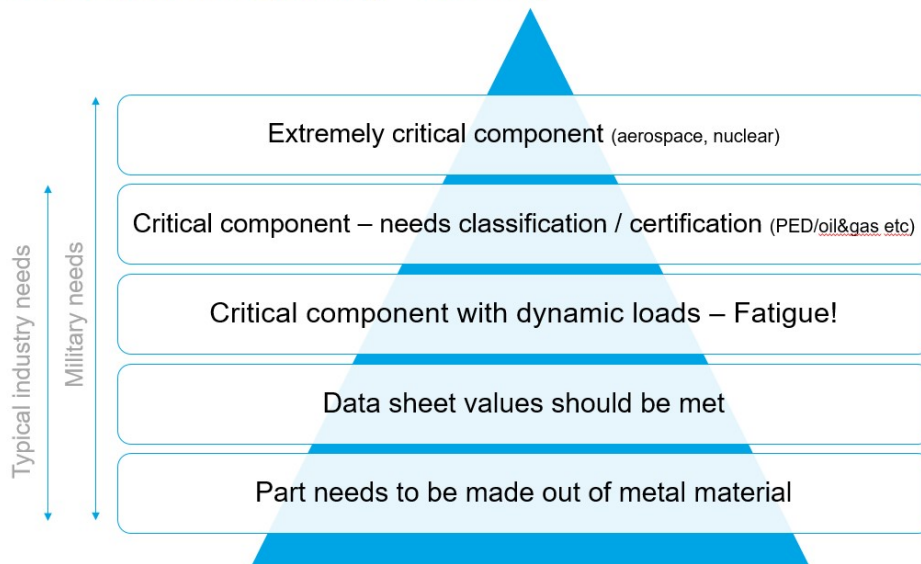 Extremely critical component (aerospace, nuclear)
Critical component – needs classification / certification (PED/oil&gas etc)
Critical component with dynamic loads – Fatigue!
Data sheet values should be met
Part needs to be made out of metal material
Typical industry needs
Military needs